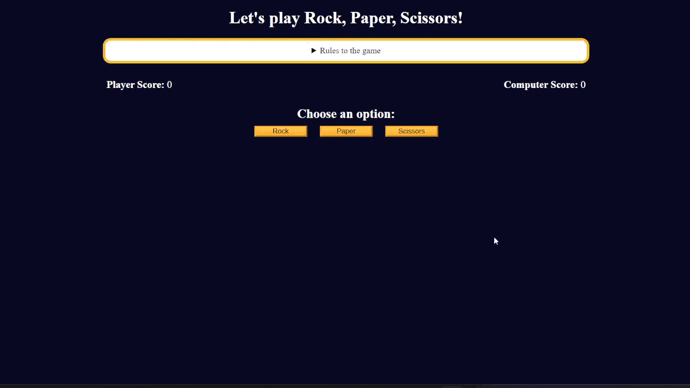 Let's play Rock, Paper, Scissors!
Rules to the game
Player Score: 0
Computer Score: 0
Choose an option:
Rock Paper Scissors